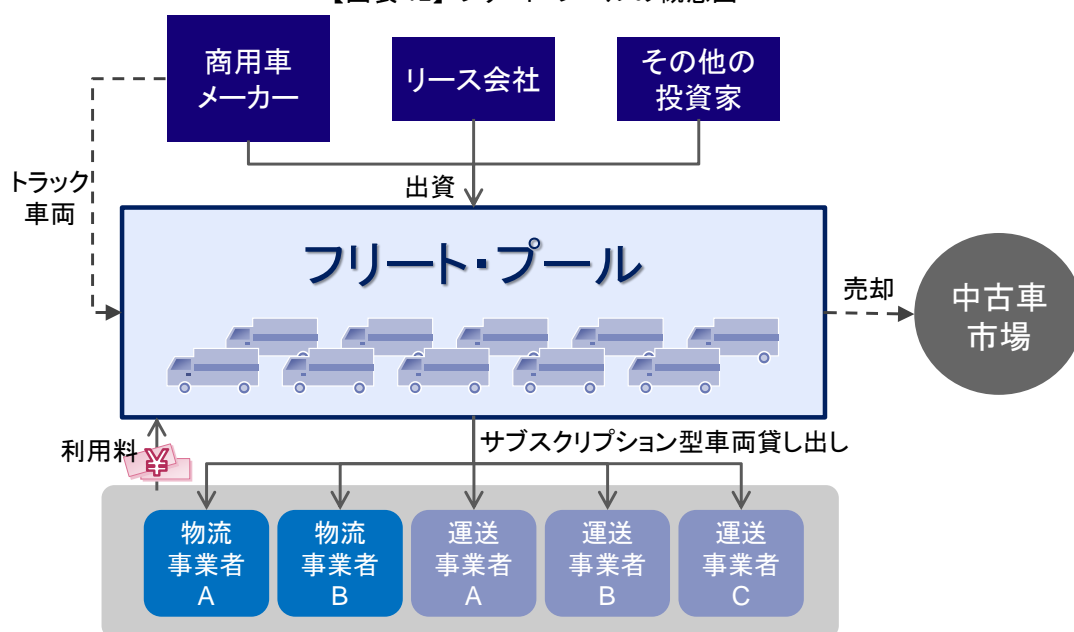 商用車
メーカー
リース会社
その他の
投資家
トラック
車両
出資
フリート・プール
売却
中古車
市場
利用料
¥
サブスクリプション型車両貸し出し
物流
事業者
A
物流
事業者
B
運送
事業者
A
運送
事業者
B
運送
事業者
C